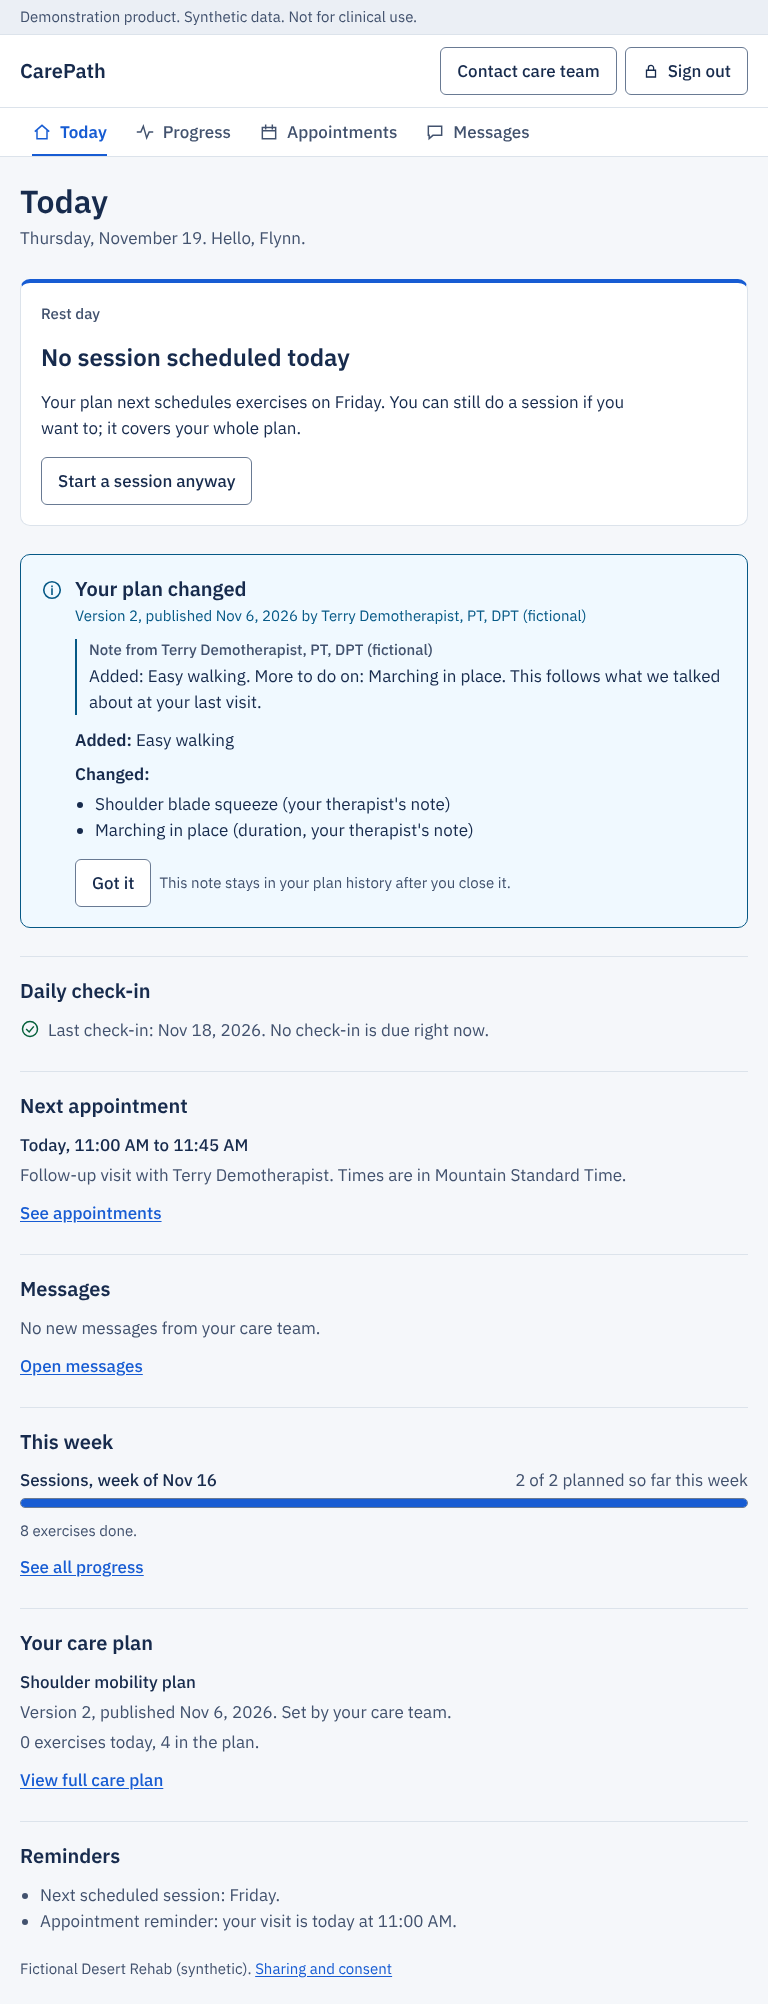 Demonstration product. Synthetic data. Not for clinical use.
CarePath
Contact care team
Sign out
Today
Progress
Appointments
Messages
Today
Thursday, November 19. Hello, Flynn.
Rest day
No session scheduled today
Your plan next schedules exercises on Friday. You can still do a session if you
want to; it covers your whole plan.
Start a session anyway
Your plan changed
Version 2, published Nov 6, 2026 by Terry Demotherapist, PT, DPT (fictional)
Note from Terry Demotherapist, PT, DPT (fictional)
Added: Easy walking. More to do on: Marching in place. This follows what we talked
about at your last visit.
Added: Easy walking
Changed:
Shoulder blade squeeze (your therapist's note)
Marching in place (duration, your therapist's note)
Got it
This note stays in your plan history after you close it.
Daily check-in
Last check-in: Nov 18, 2026. No check-in is due right now.
Next appointment
Today, 11:00 AM to 11:45 AM
Follow-up visit with Terry Demotherapist. Times are in Mountain Standard Time.
See appointments
Messages
No new messages from your care team.
Open messages
This week
Sessions, week of Nov 16
2 of 2 planned so far this week
8 exercises done.
See all progress
Your care plan
Shoulder mobility plan
Version 2, published Nov 6, 2026. Set by your care team.
0 exercises today, 4 in the plan.
View full care plan
Reminders
Next scheduled session: Friday.
Appointment reminder: your visit is today at 11:00 AM.
Fictional Desert Rehab (synthetic). Sharing and consent